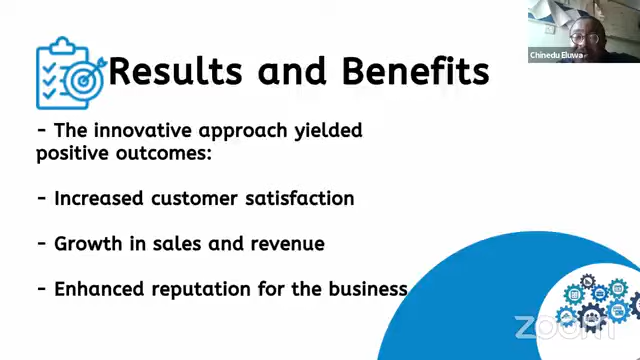 Results and Benefits
Chinedu Eluwa
- The innovative approach yielded
positive outcomes:
- Increased customer satisfaction
- Growth in sales and revenue
- Enhanced reputation for the business
zoom